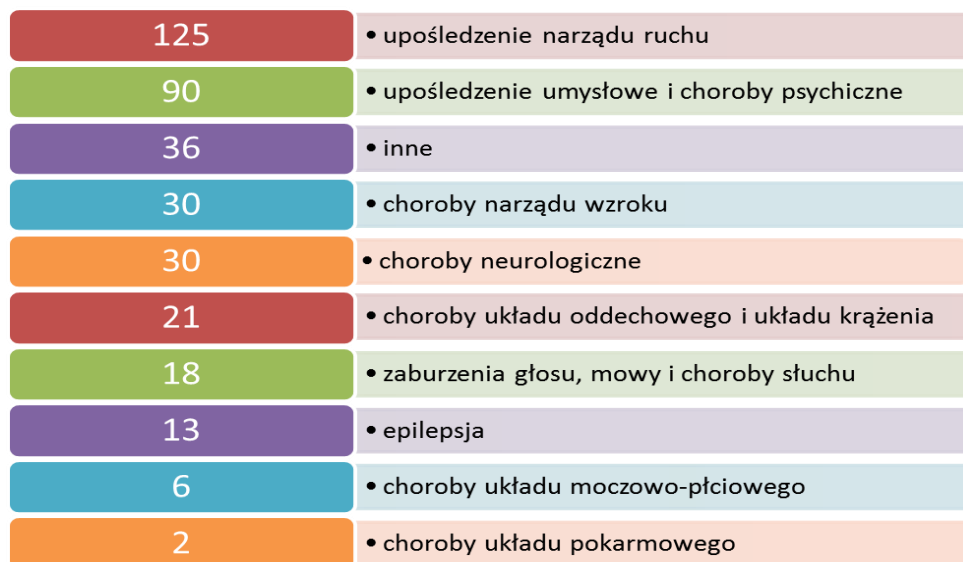 125 • upośledzenie narządu ruchu
90 • upośledzenie umysłowe i choroby psychiczne
36 • inne
30 • choroby narządu wzroku
30 • choroby neurologiczne
21 • choroby układu oddechowego i układu krążenia
18 • zaburzenia głosu, mowy i choroby słuchu
13 • epilepsja
6 • choroby układu moczowo-płciowego
2 • choroby układu pokarmowego